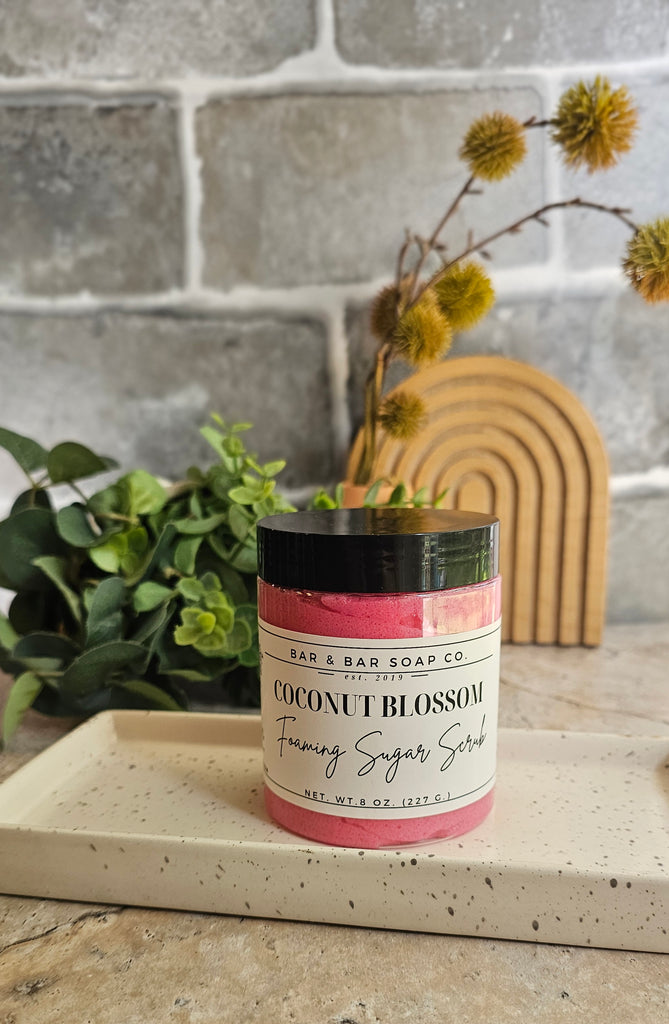 BAR & BAR SOAP CO.
est. 2019
COCONUT BLOSSOM
Foaming Sugar Scrub
NET. WT.8 OZ. (227 G.)